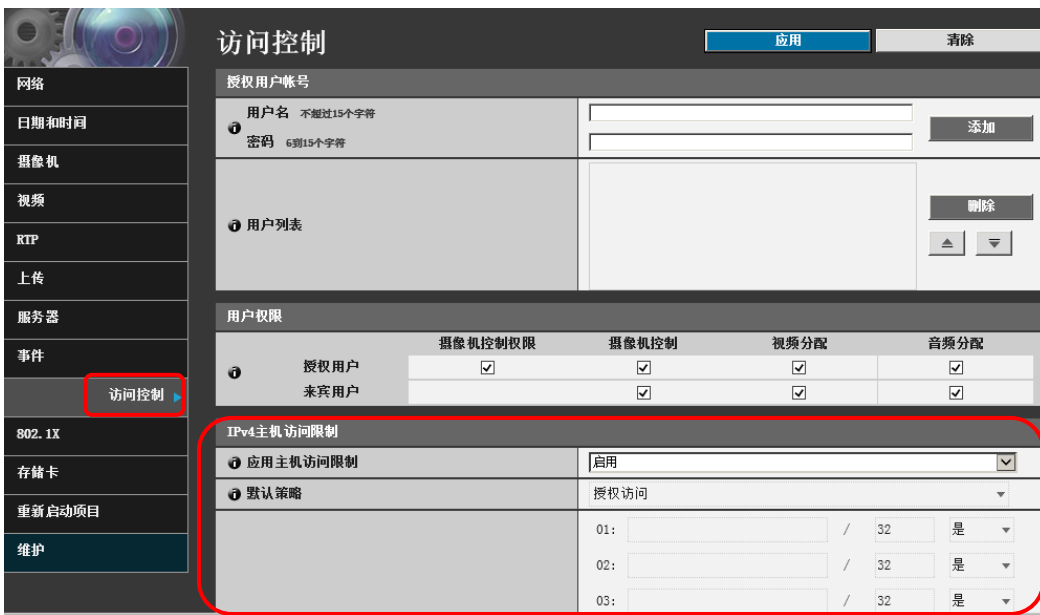 访问控制
应用
清除
网络
日期和时间
摄像机
视频
RTP
上传
服务器
事件
访问控制
802.1X
存储卡
重新启动项目
维护
授权用户帐号
用户名 不超过15个字符
密码 6到15个字符
添加
用户列表
删除
用户权限
摄像机控制权限 摄像机控制 视频分配 音频分配
授权用户
来宾用户
IPv4主机访问限制
应用主机访问限制 启用
默认策略 授权访问
01: / 32 是
02: / 32 是
03: / 32 是